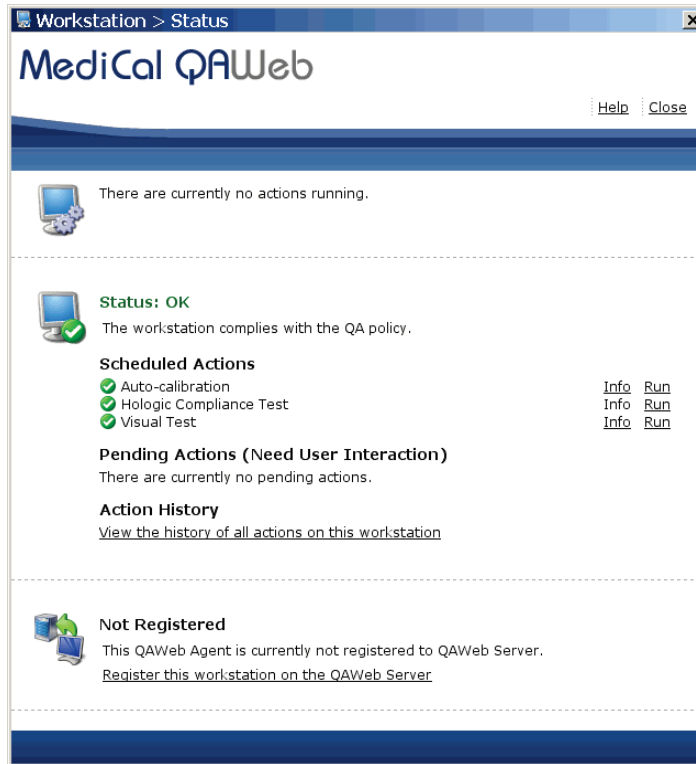 Workstation > Status
MediCal QAWeb
Help Close
There are currently no actions running.
Status: OK
The workstation complies with the QA policy.
Scheduled Actions
Auto-calibration Info Run
Hologic Compliance Test Info Run
Visual Test Info Run
Pending Actions (Need User Interaction)
There are currently no pending actions.
Action History
View the history of all actions on this workstation
Not Registered
This QAWeb Agent is currently not registered to QAWeb Server.
Register this workstation on the QAWeb Server